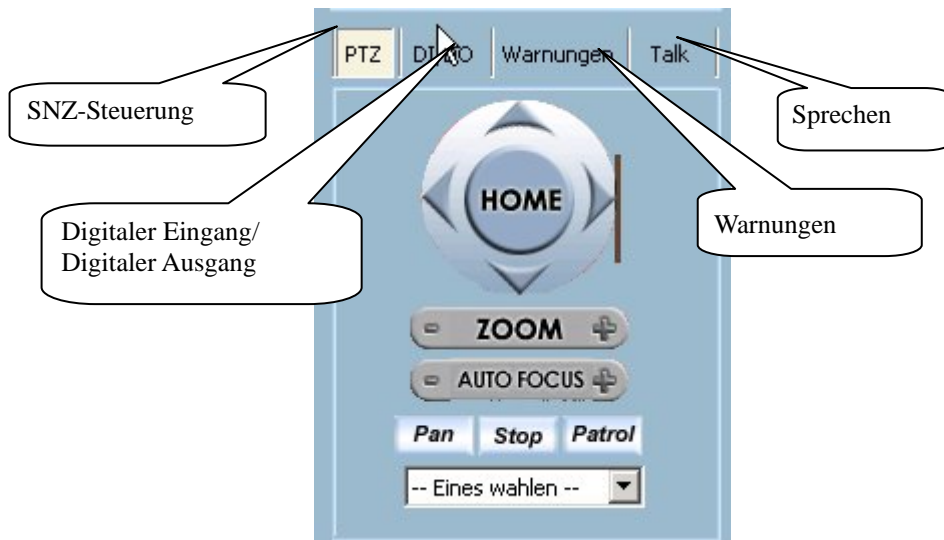 PTZ DI/DO Warnungen Talk
SNZ-Steuerung
Sprechen
HOME
Digitaler Eingang/
Digitaler Ausgang
Warnungen
ZOOM
AUTO FOCUS
Pan Stop Patrol
-- Eines wahlen --